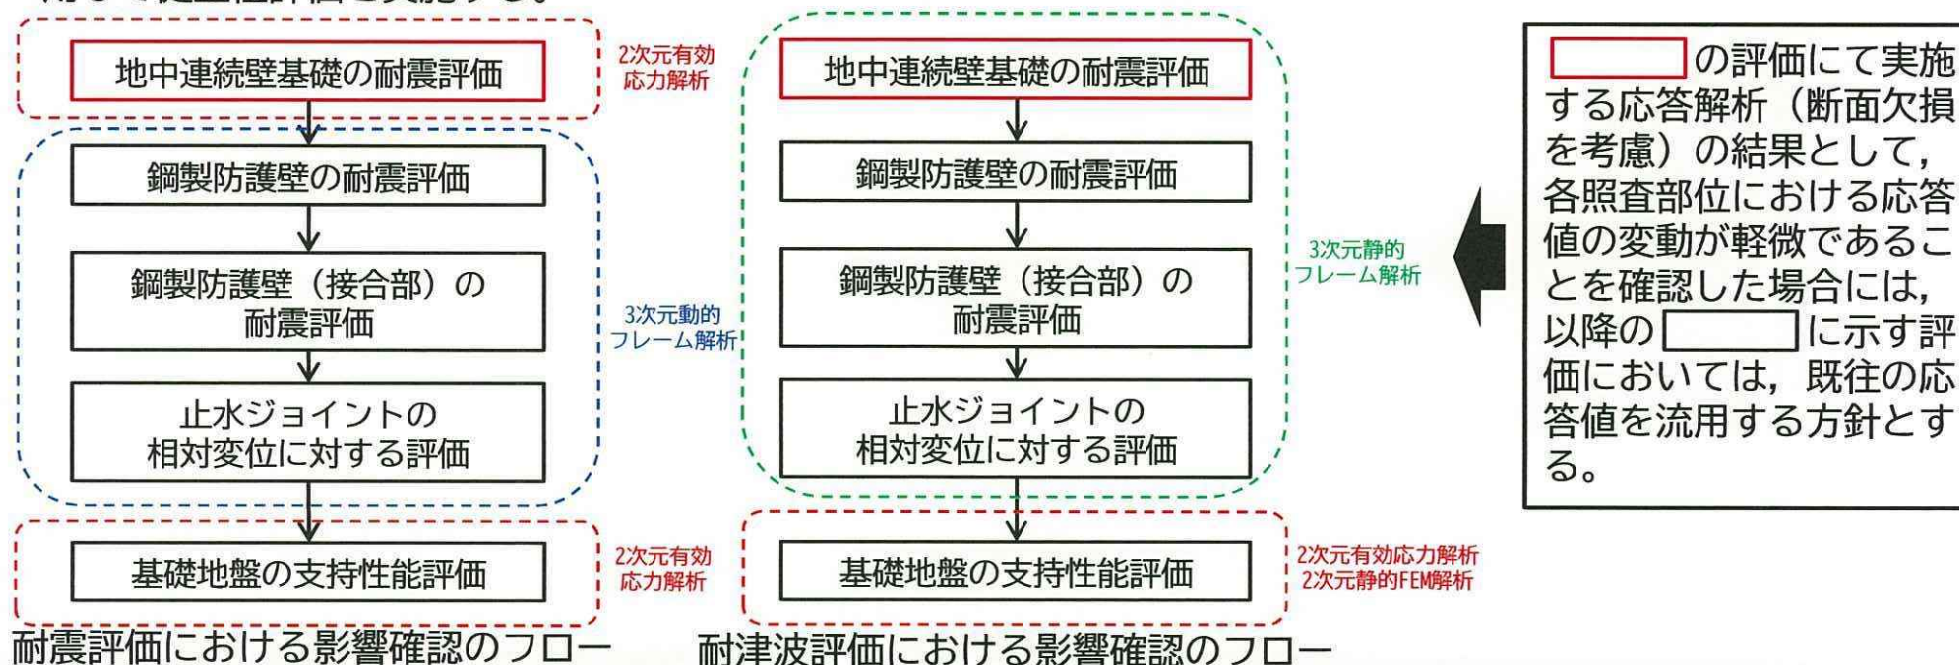 地中連続壁基礎の耐震評価
2次元有効
応力解析
鋼製防護壁の耐震評価
鋼製防護壁（接合部）の
耐震評価
止水ジョイントの
相対変位に対する評価
3次元動的
フレーム解析
基礎地盤の支持性能評価
2次元有効
応力解析
耐震評価における影響確認のフロー
地中連続壁基礎の耐震評価
鋼製防護壁の耐震評価
鋼製防護壁（接合部）の
耐震評価
止水ジョイントの
相対変位に対する評価
3次元静的
フレーム解析
基礎地盤の支持性能評価
2次元有効応力解析
2次元静的FEM解析
耐津波評価における影響確認のフロー
の評価にて実施
する応答解析（断面欠損
を考慮）の結果として，
各照査部位における応答
値の変動が軽微であるこ
とを確認した場合には，
以降の に示す評
価においては，既往の応
答値を流用する方針とす
る。